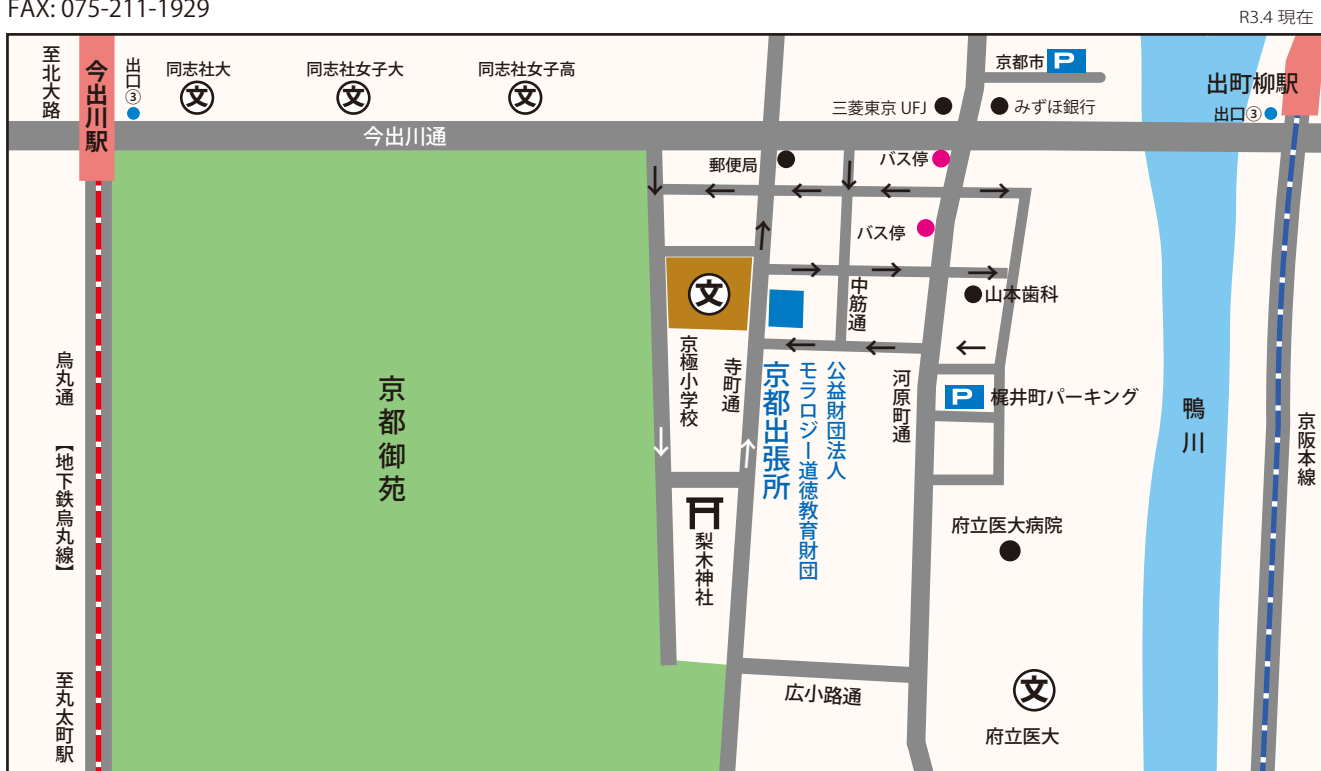 FAX: 075-211-1929
R3.4 現在
至北大路
今出川駅
出口③
同志社大
文
同志社女子大
文
同志社女子高
文
京都市 P
三菱東京 UFJ
みずほ銀行
出町柳駅
出口③
今出川通
郵便局
バス停
バス停
文
京極小学校
寺町通
中筋通
山本歯科
烏丸通
【地下鉄烏丸線】
京都御苑
公益財団法人
モラロジー道徳教育財団
京都出張所
河原町通
P 梶井町パーキング
鴨川
京阪本線
梨木神社
府立医大病院
広小路通
文
府立医大
至丸太町駅